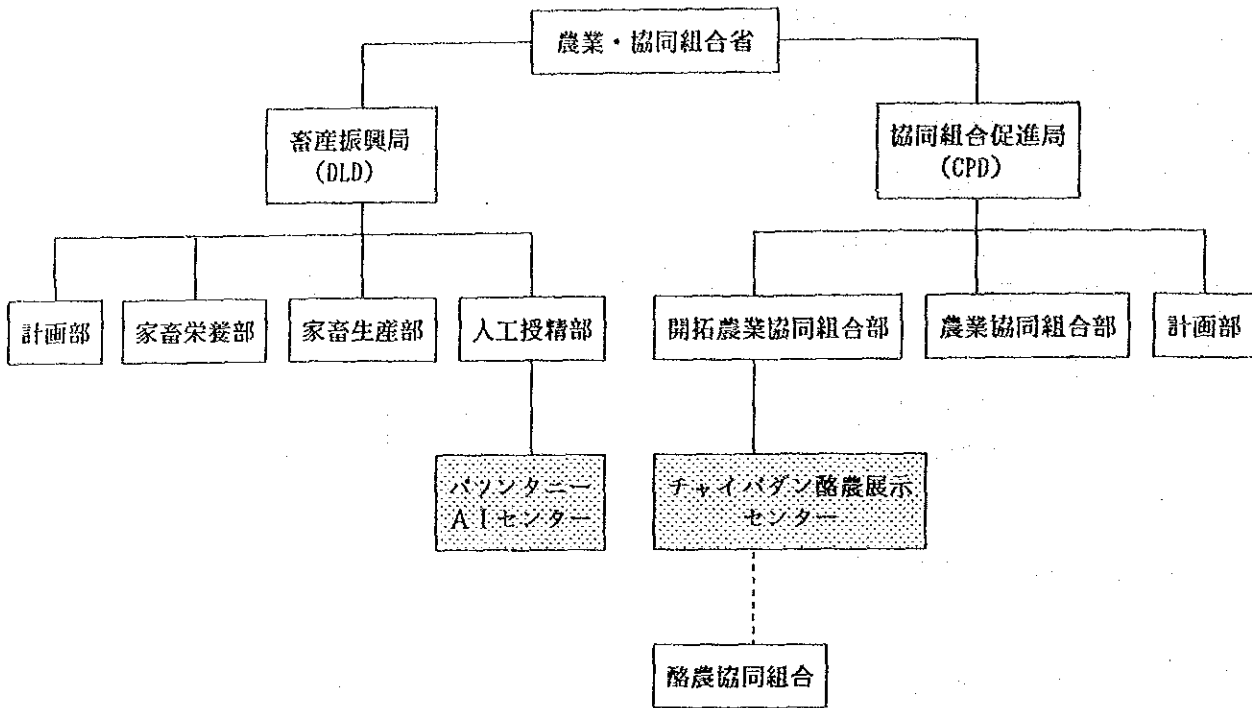 農業・協同組合省
畜産振興局
(DLD)
協同組合促進局
(CPD)
計画部
家畜栄養部
家畜生産部
人工授精部
開拓農業協同組合部
農業協同組合部
計画部
パソンタニー
AIセンター
チャイバダン酪農展示
センター
酪農協同組合